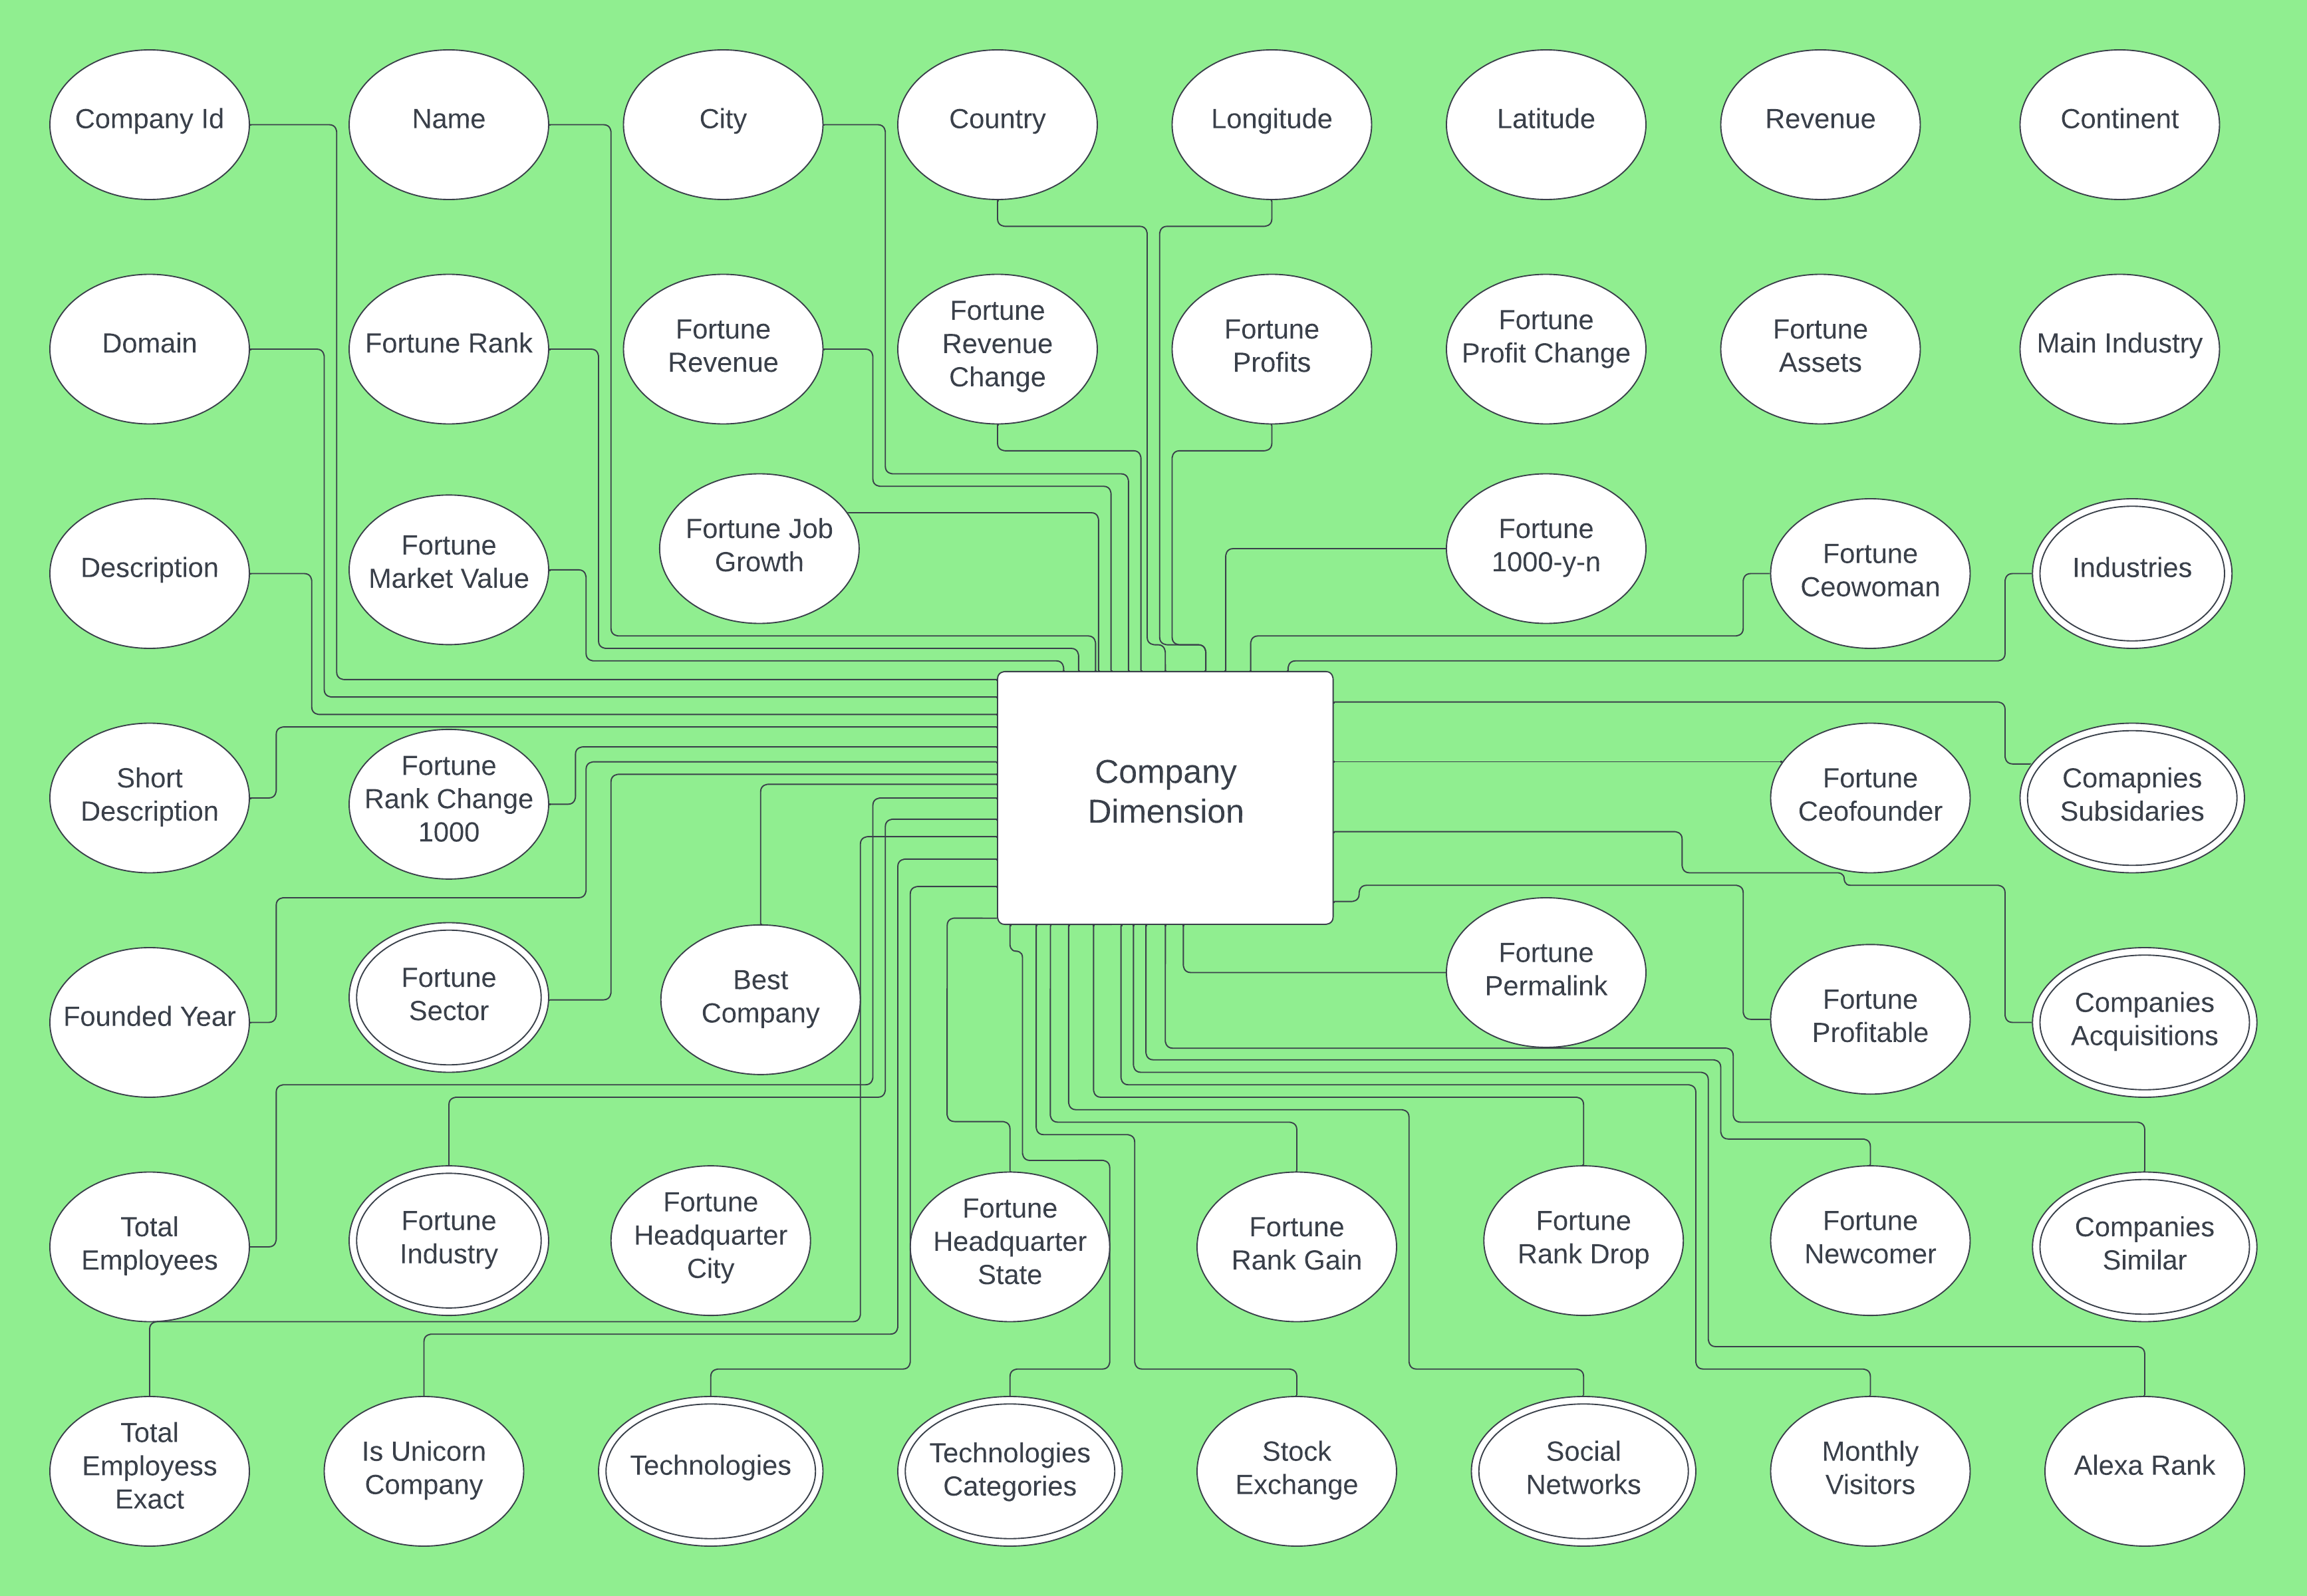 Company Id
Name
City
Country
Longitude
Latitude
Revenue
Continent
Domain
Fortune Rank
Fortune
Revenue
Fortune
Revenue
Change
Fortune
Profits
Fortune
Profit Change
Fortune
Assets
Main Industry
Description
Fortune
Market Value
Fortune Job
Growth
Fortune
1000-y-n
Fortune
Ceowoman
Industries
Short
Description
Fortune
Rank Change
1000
Company
Dimension
Fortune
Ceofounder
Comapnies
Subsidaries
Founded Year
Fortune
Sector
Best
Company
Fortune
Permalink
Fortune
Profitable
Companies
Acquisitions
Total
Employees
Fortune
Industry
Fortune
Headquarter
City
Fortune
Headquarter
State
Fortune
Rank Gain
Fortune
Rank Drop
Fortune
Newcomer
Companies
Similar
Total
Employess
Exact
Is Unicorn
Company
Technologies
Technologies
Categories
Stock
Exchange
Social
Networks
Monthly
Visitors
Alexa Rank